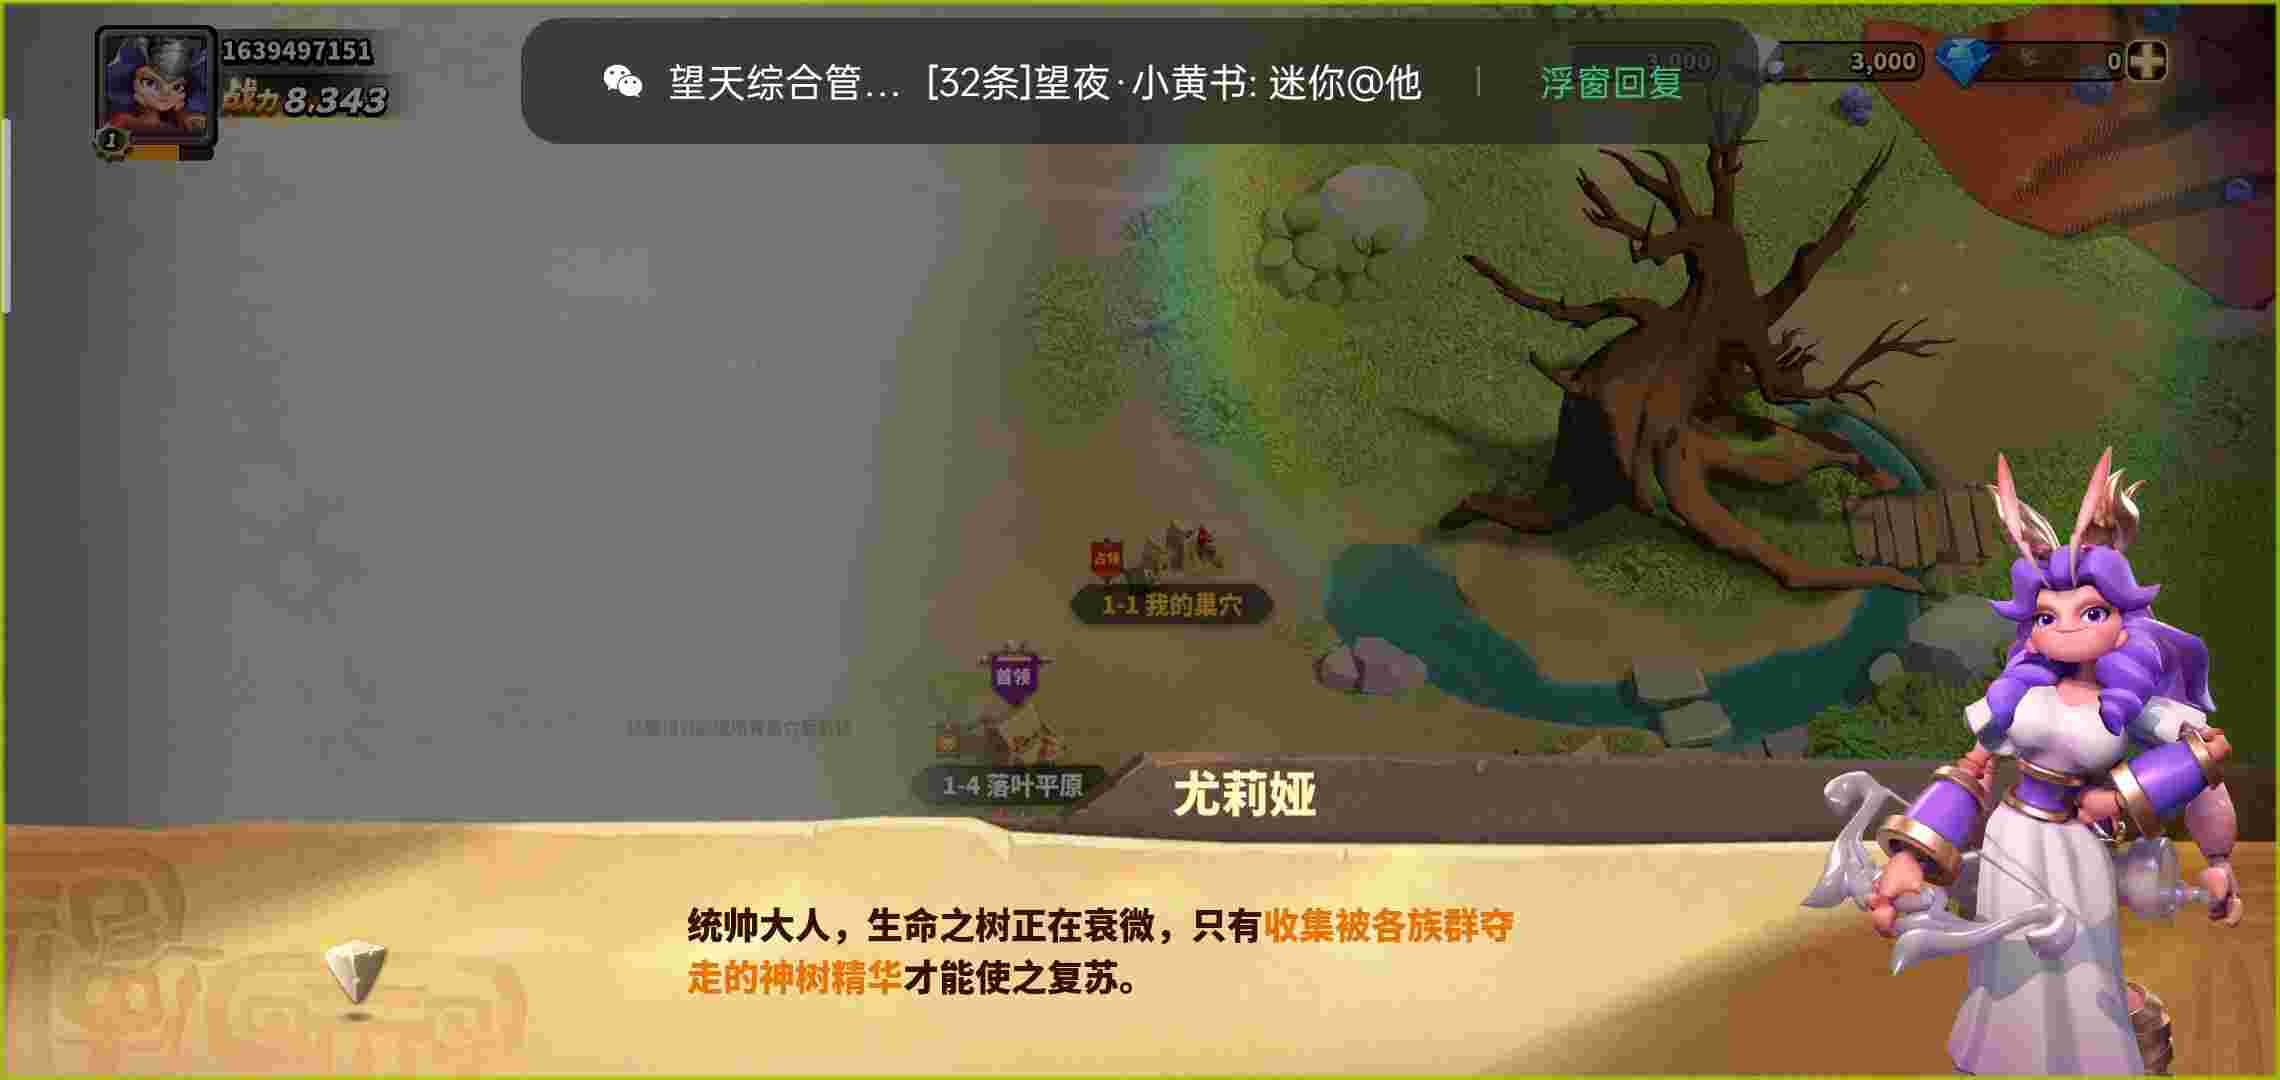 1639497151
战力 8,343
1
望天综合管… [32条]望夜·小黄书: 迷你@他 | 浮窗回复
3,000
3,000
0
占领
1-1 我的巢穴
首领
1-4 落叶平原
尤莉娅
统帅大人，生命之树正在衰微，只有收集被各族群夺
走的神树精华才能使之复苏。